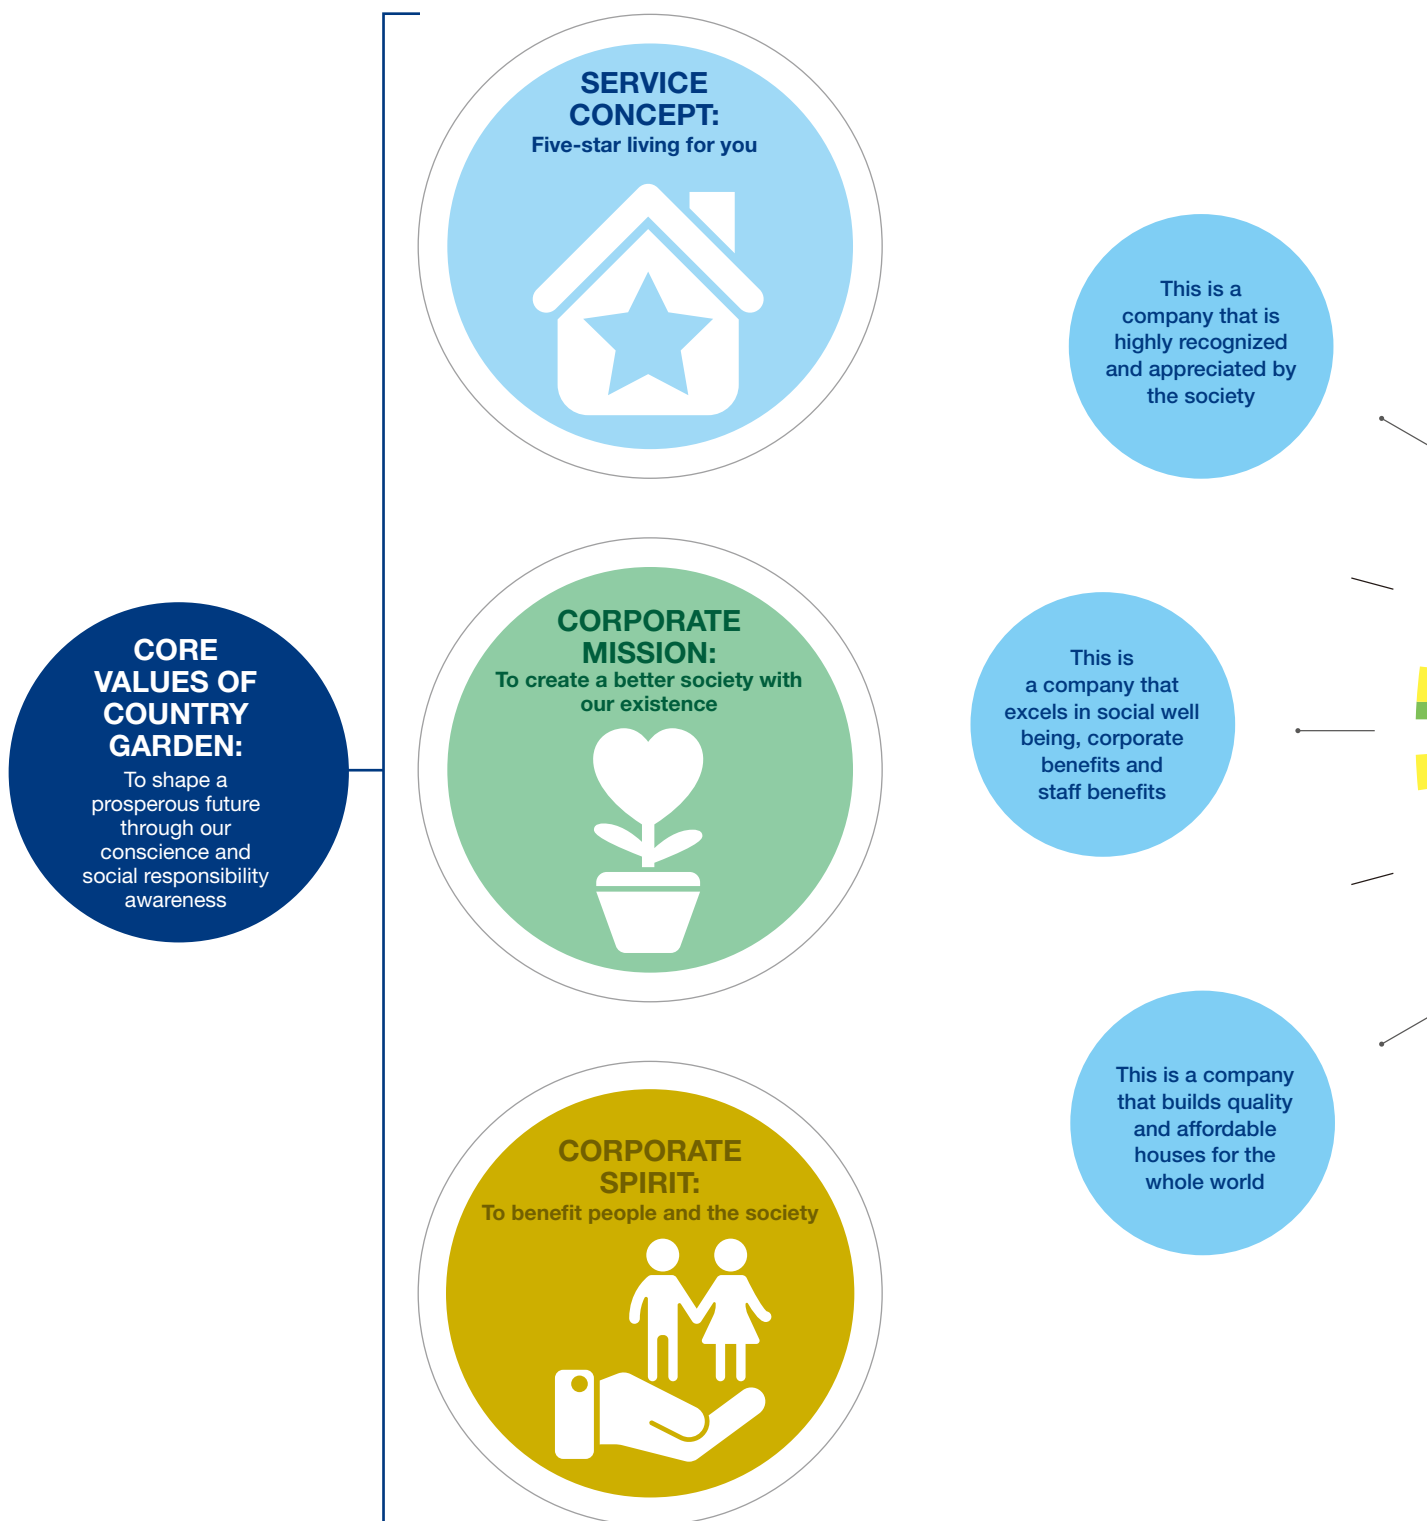 CORE
VALUES OF
COUNTRY
GARDEN:
To shape a
prosperous future
through our
conscience and
social responsibility
awareness
SERVICE
CONCEPT:
Five-star living for you
CORPORATE
MISSION:
To create a better society with
our existence
CORPORATE
SPIRIT:
To benefit people and the society
This is a
company that is
highly recognized
and appreciated by
the society
This is
a company that
excels in social well
being, corporate
benefits and
staff benefits
This is a company
that builds quality
and affordable
houses for the
whole world